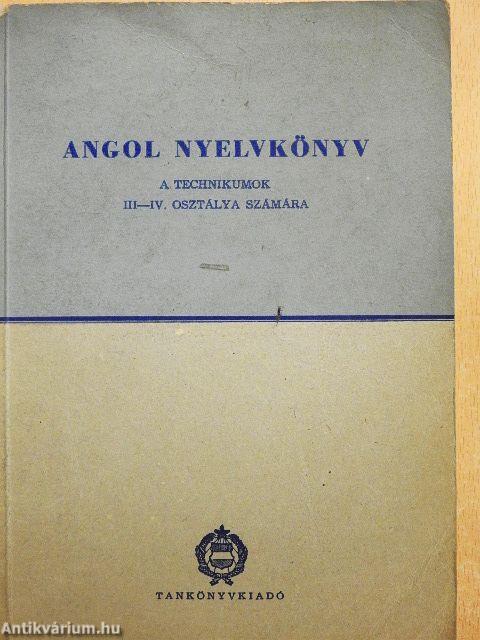 ANGOL NYELVKÖNYV
A TECHNIKUMOK
III—IV. OSZTÁLYA SZÁMÁRA
TANKÖNYVKIADÓ
Antikvárium.hu